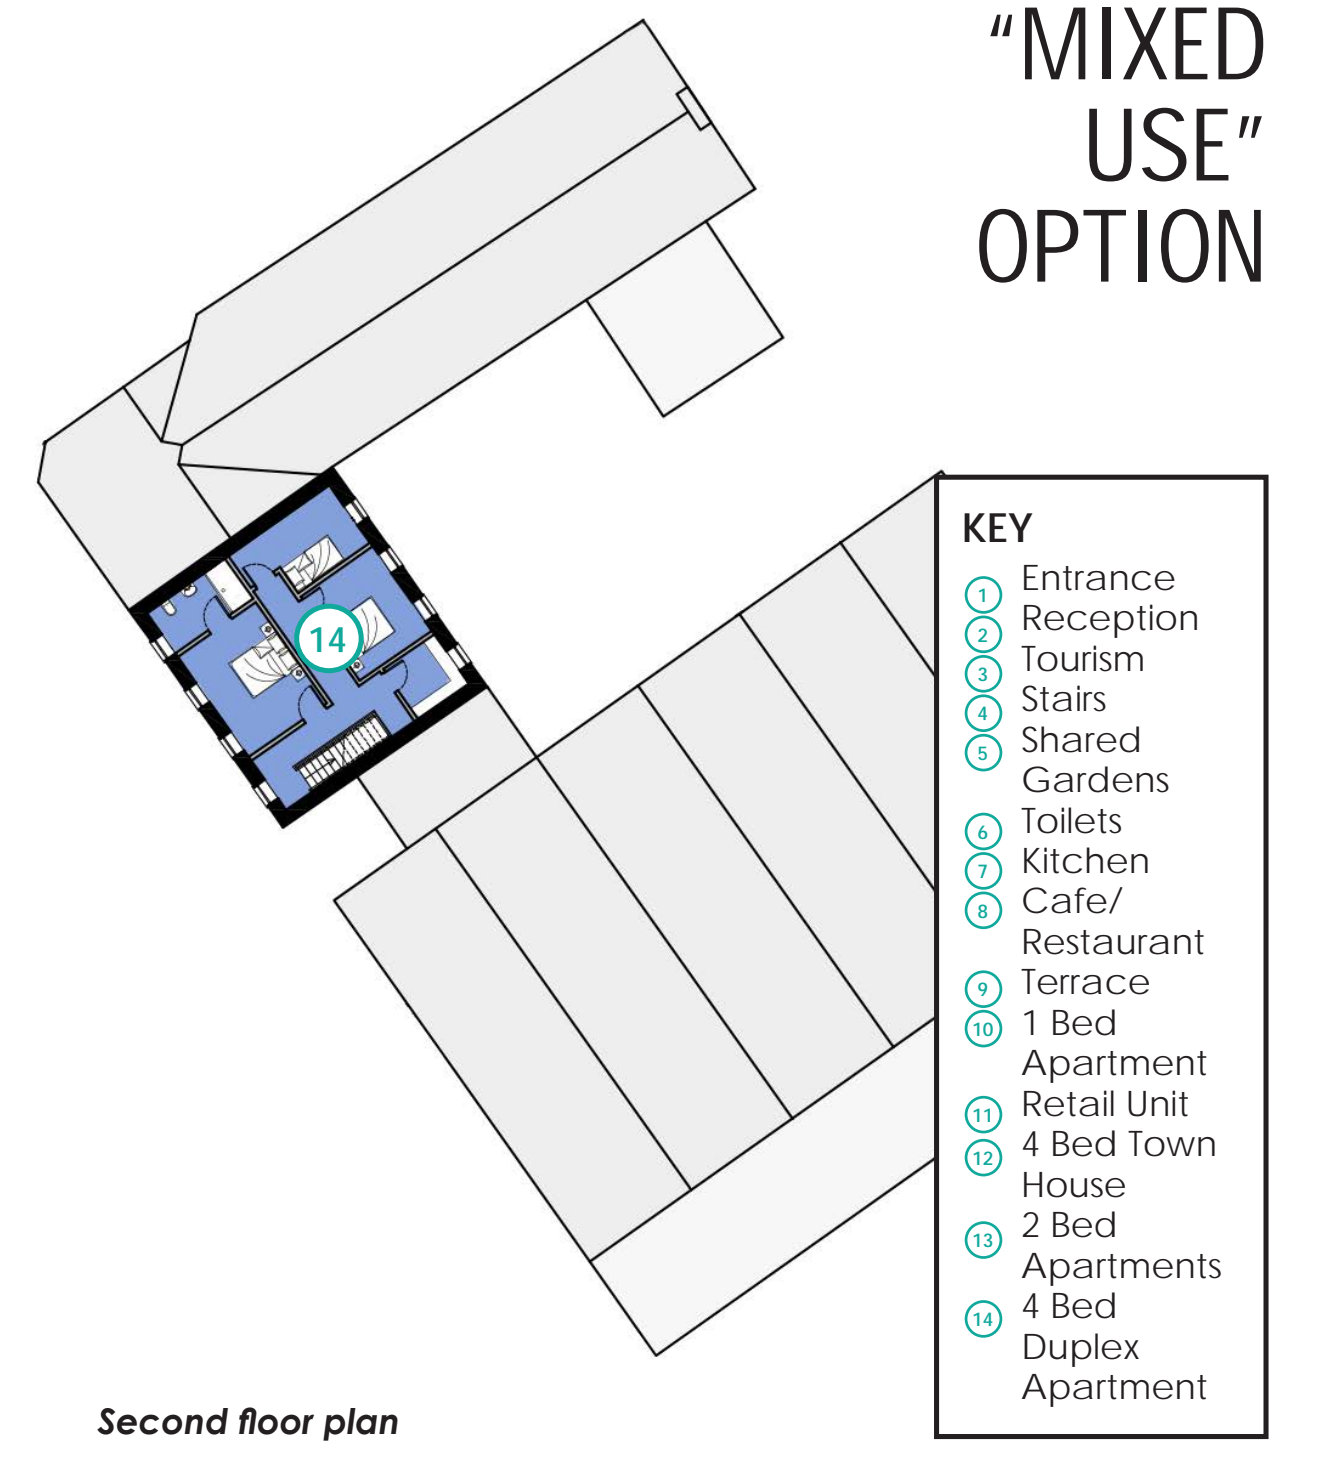 “MIXED
USE”
OPTION
14
KEY
1 Entrance
2 Reception
3 Tourism
4 Stairs
5 Shared
Gardens
6 Toilets
7 Kitchen
8 Cafe/
Restaurant
9 Terrace
10 1 Bed
Apartment
11 Retail Unit
12 4 Bed Town
House
13 2 Bed
Apartments
14 4 Bed
Duplex
Apartment
Second floor plan